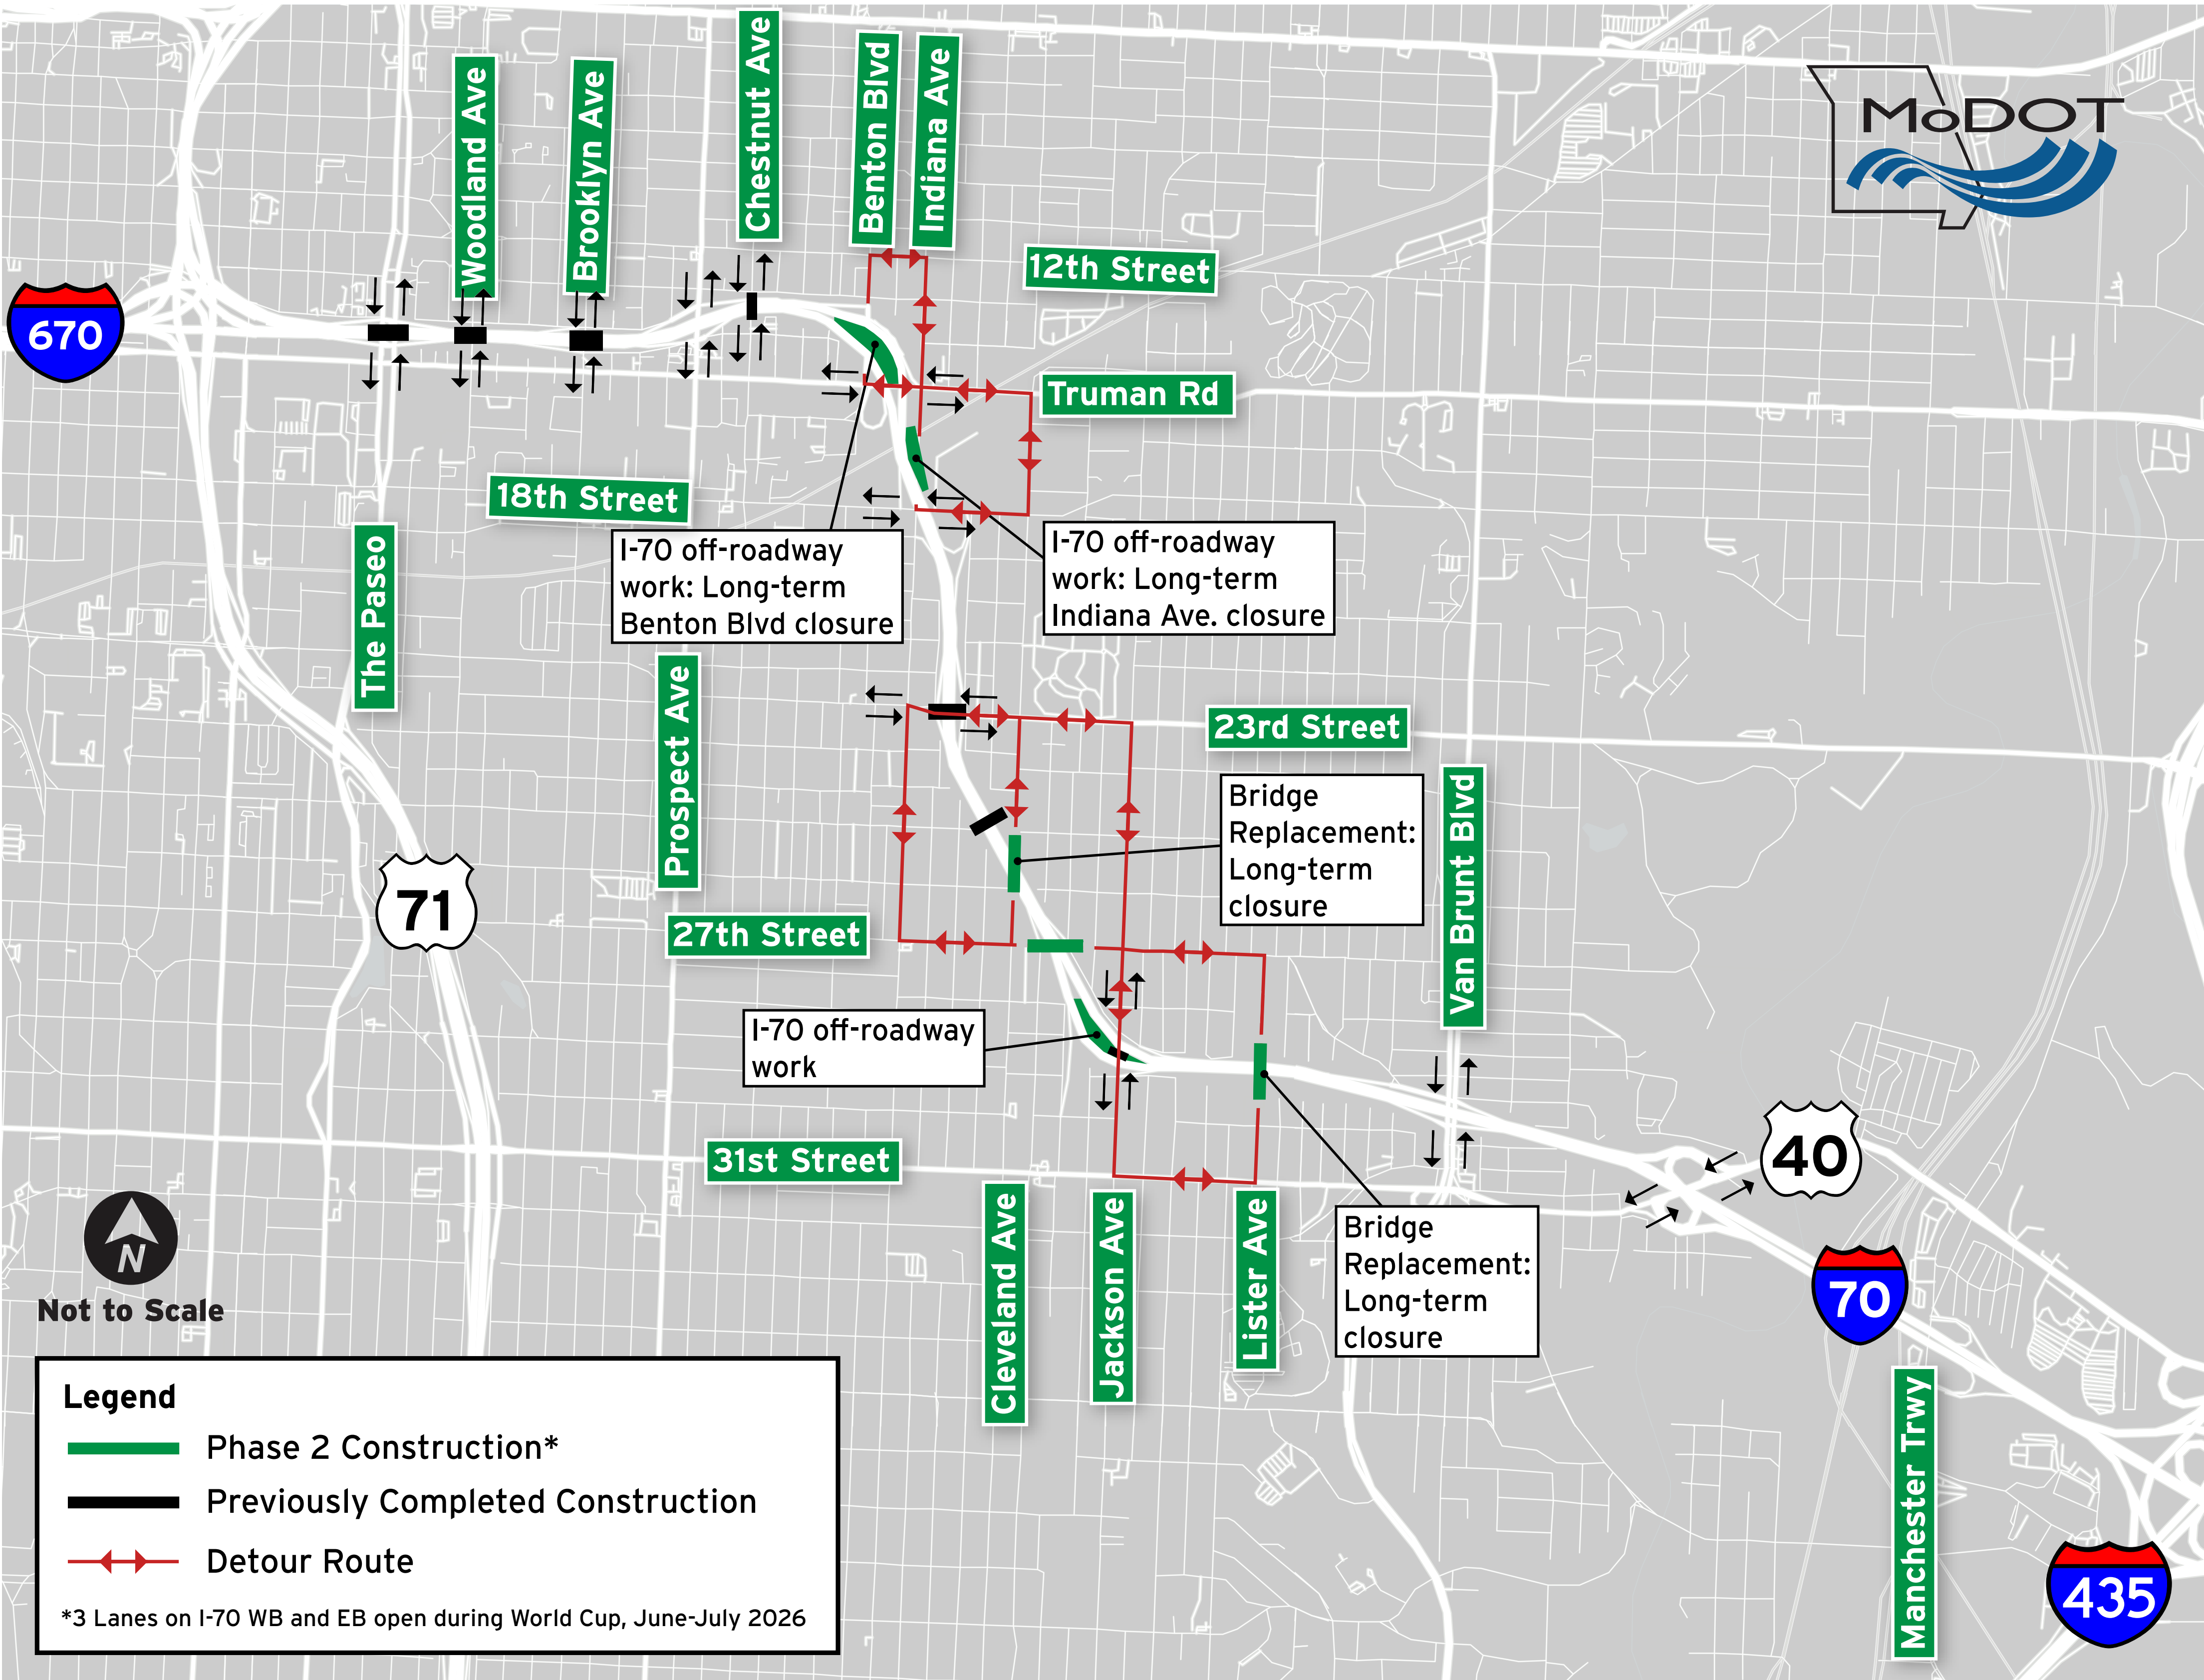 Woodland Ave
Brooklyn Ave
Chestnut Ave
Benton Blvd
Indiana Ave
MoDOT
12th Street
670
Truman Rd
18th Street
The Paseo
I-70 off-roadway
work: Long-term
Benton Blvd closure
I-70 off-roadway
work: Long-term
Indiana Ave. closure
Prospect Ave
23rd Street
Bridge
Replacement:
Long-term
closure
Van Brunt Blvd
71
27th Street
I-70 off-roadway
work
31st Street
40
Cleveland Ave
Jackson Ave
Lister Ave
Bridge
Replacement:
Long-term
closure
70
N
Not to Scale
Manchester Trwy
435
Legend
Phase 2 Construction*
Previously Completed Construction
Detour Route
*3 Lanes on I-70 WB and EB open during World Cup, June-July 2026